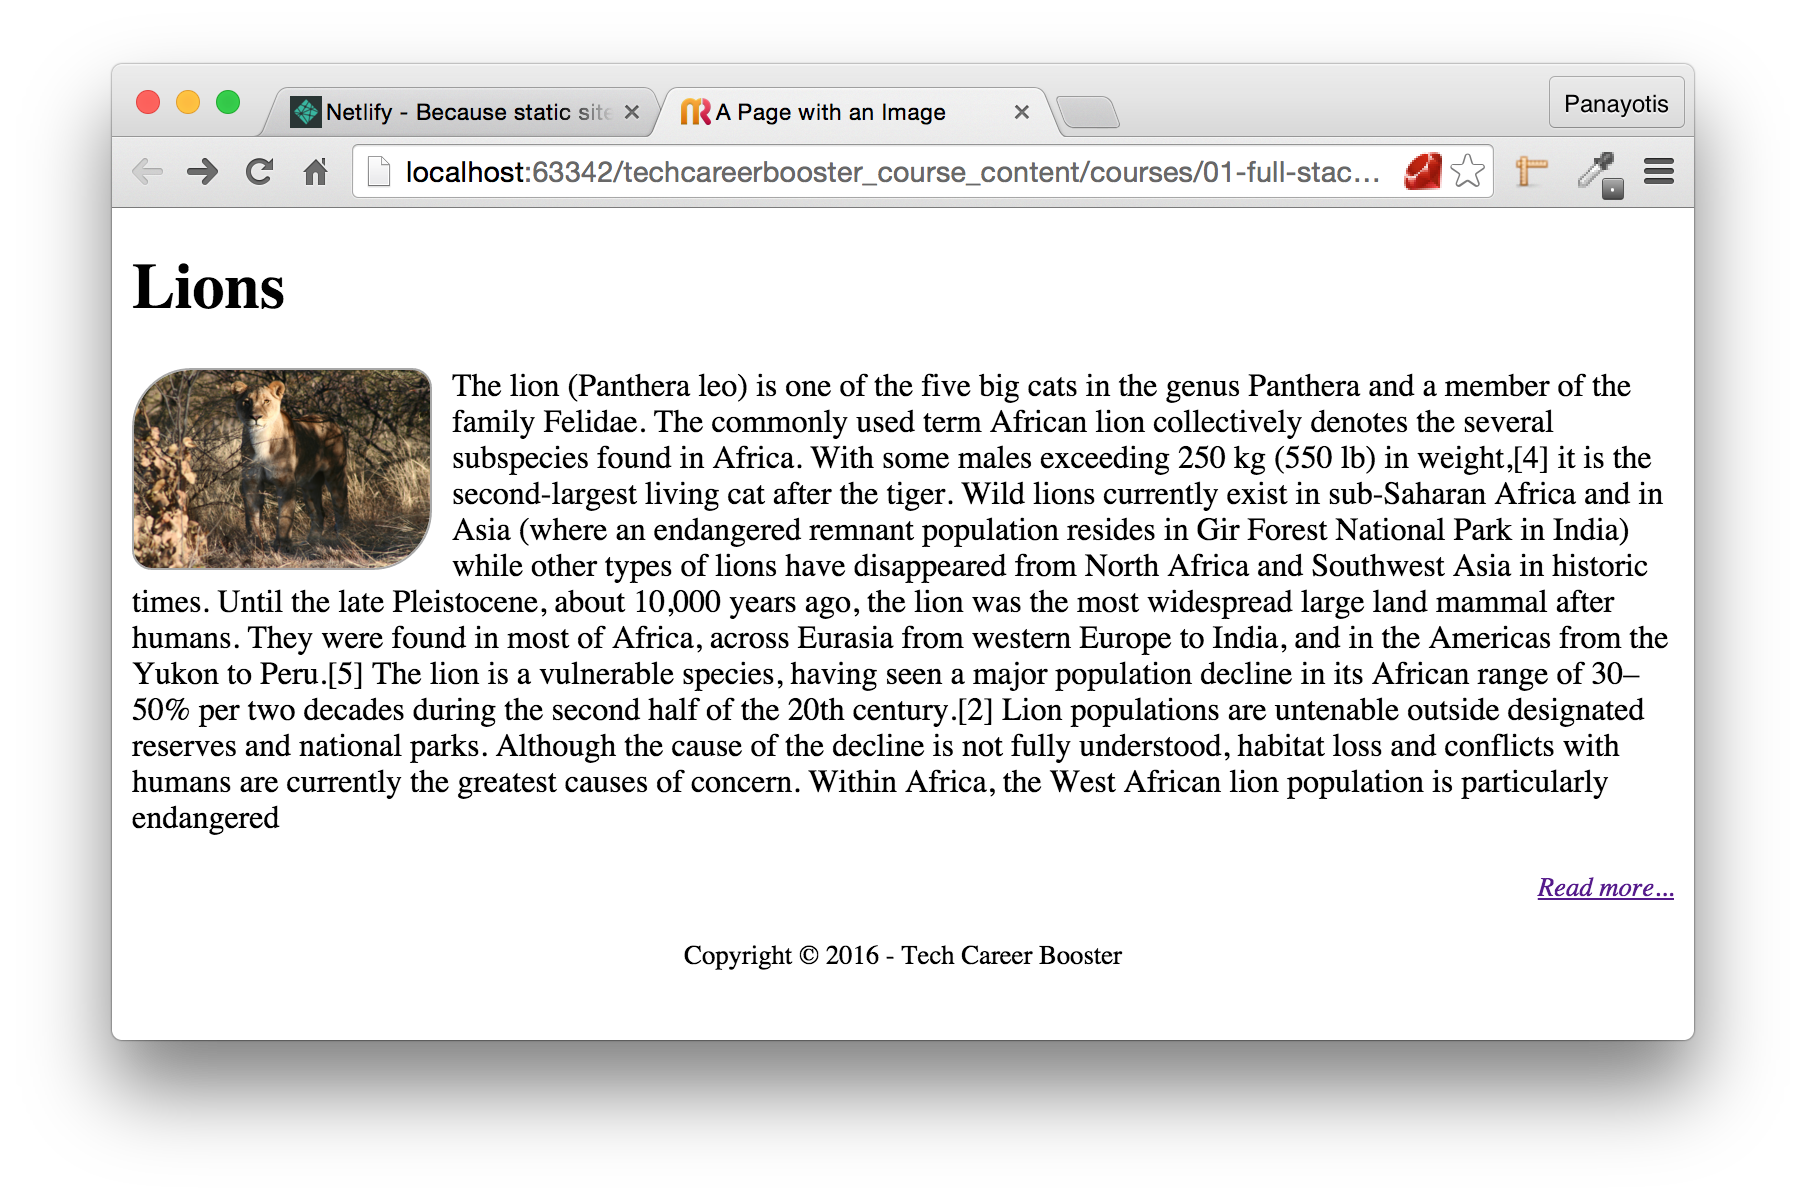 Netlify - Because static site
A Page with an Image
Panayotis
localhost:63342/techcareerbooster_course_content/courses/01-full-stac...
Lions
The lion (Panthera leo) is one of the five big cats in the genus Panthera and a member of the
family Felidae. The commonly used term African lion collectively denotes the several
subspecies found in Africa. With some males exceeding 250 kg (550 lb) in weight,[4] it is the
second-largest living cat after the tiger. Wild lions currently exist in sub-Saharan Africa and in
Asia (where an endangered remnant population resides in Gir Forest National Park in India)
while other types of lions have disappeared from North Africa and Southwest Asia in historic
times. Until the late Pleistocene, about 10,000 years ago, the lion was the most widespread large land mammal after
humans. They were found in most of Africa, across Eurasia from western Europe to India, and in the Americas from the
Yukon to Peru.[5] The lion is a vulnerable species, having seen a major population decline in its African range of 30–
50% per two decades during the second half of the 20th century.[2] Lion populations are untenable outside designated
reserves and national parks. Although the cause of the decline is not fully understood, habitat loss and conflicts with
humans are currently the greatest causes of concern. Within Africa, the West African lion population is particularly
endangered
Read more...
Copyright © 2016 - Tech Career Booster